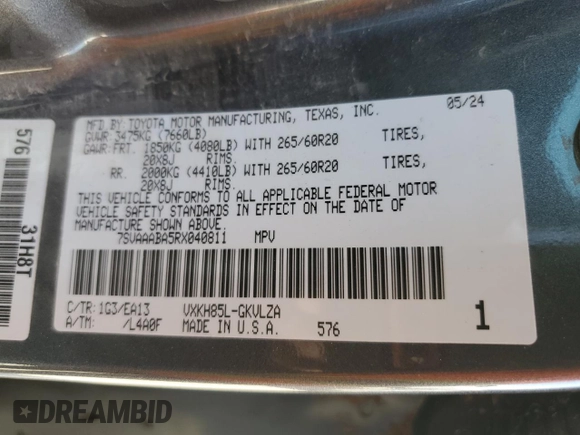 MFD BY: TOYOTA MOTOR MANUFACTURING, TEXAS, INC. 05/24
GVWR 3475KG (7660LB)
GAWR: FRT. 1850KG (4080LB) WITH 265/60R20 TIRES,
20X8J RIMS.
RR. 2000KG (4410LB) WITH 265/60R20 TIRES,
20X8J RIMS.
THIS VEHICLE CONFORMS TO ALL APPLICABLE FEDERAL MOTOR
VEHICLE SAFETY STANDARDS IN EFFECT ON THE DATE OF
MANUFACTURE SHOWN ABOVE.
7SVAAABA5RX040811 MPV
C/TR: 1G3/EA13 VXKH85L-GKVLZA
A/TM: /L4A0F MADE IN U.S.A. 576 1
576
31H8T
DREAMBID